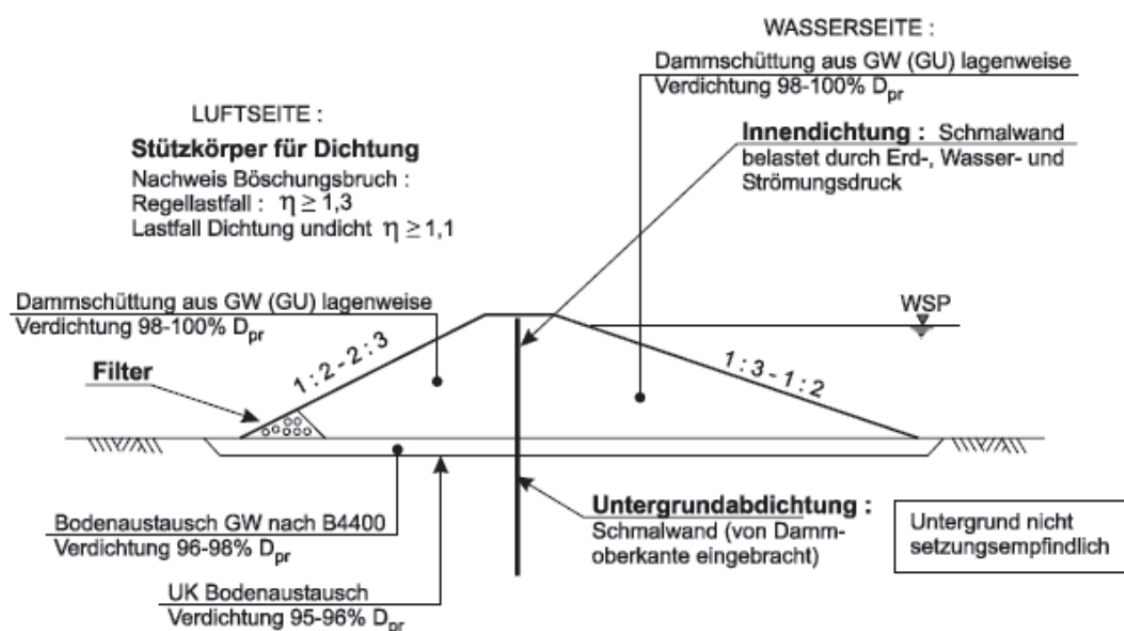 WASSERSEITE :
Dammschüttung aus GW (GU) lagenweise
Verdichtung 98-100% Dpr
LUFTSEITE :
Stützkörper für Dichtung
Nachweis Böschungsbruch :
Regellastfall : η ≥ 1,3
Lastfall Dichtung undicht η ≥ 1,1
Innendichtung : Schmalwand
belastet durch Erd-, Wasser- und
Strömungsdruck
Dammschüttung aus GW (GU) lagenweise
Verdichtung 98-100% Dpr
WSP
Filter
1 : 2 - 2 : 3
1 : 3 - 1 : 2
Bodenaustausch GW nach B4400
Verdichtung 96-98% Dpr
UK Bodenaustausch
Verdichtung 95-96% Dpr
Untergrundabdichtung :
Schmalwand (von Damm-
oberkante eingebracht)
Untergrund nicht
setzungsempfindlich